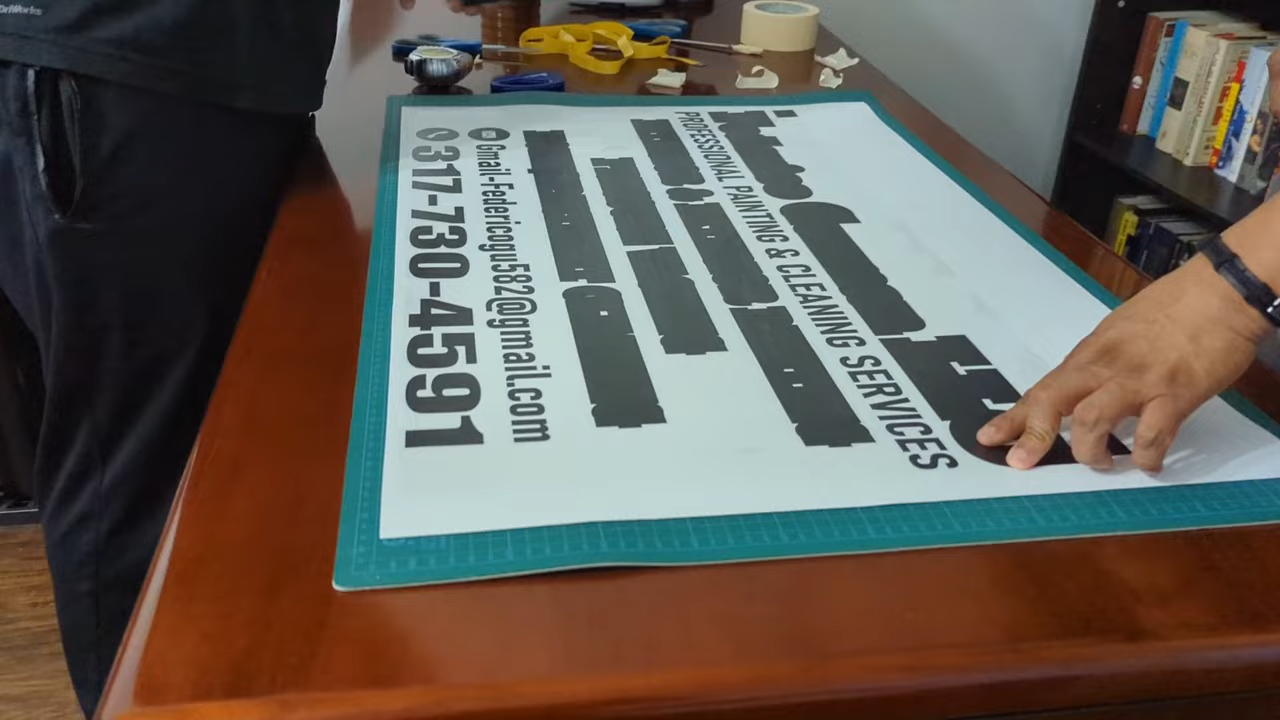 PROFESSIONAL PAINTING & CLEANING SERVICES
Gmail-Federicogu582@gmail.com
317-730-4591